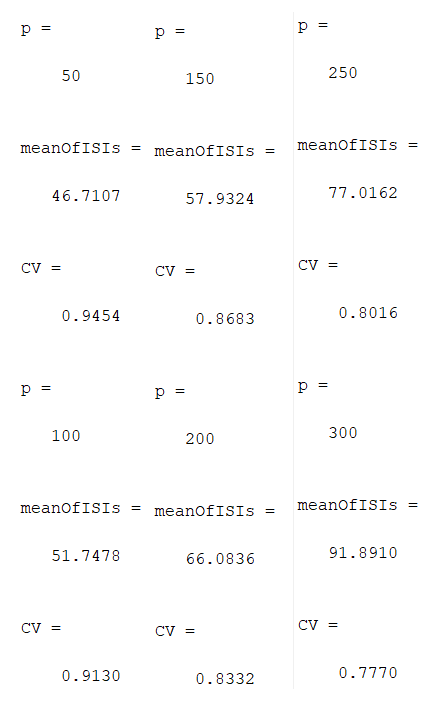 p =
50
meanOfISIs =
46.7107
CV =
0.9454
p =
100
meanOfISIs =
51.7478
CV =
0.9130
p =
150
meanOfISIs =
57.9324
CV =
0.8683
p =
200
meanOfISIs =
66.0836
CV =
0.8332
p =
250
meanOfISIs =
77.0162
CV =
0.8016
p =
300
meanOfISIs =
91.8910
CV =
0.7770